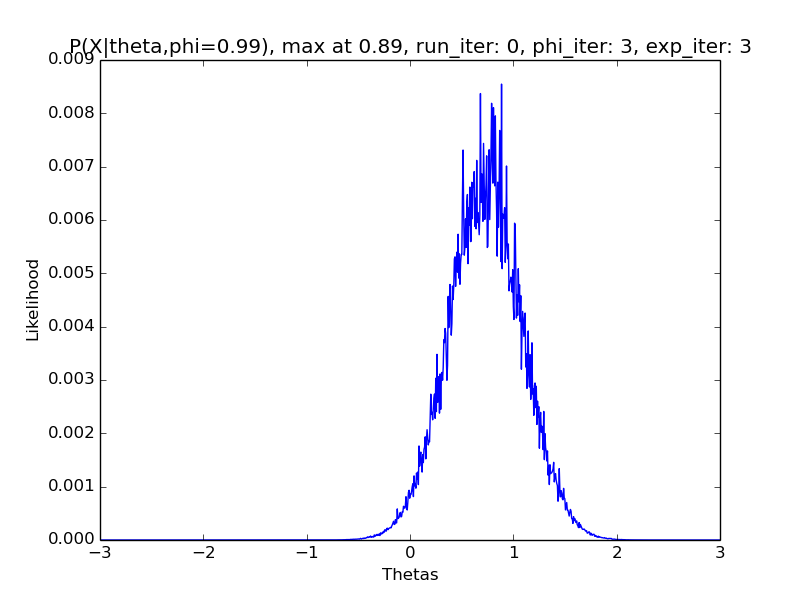 P(X|theta,phi=0.99), max at 0.89, run_iter: 0, phi_iter: 3, exp_iter: 3
0.009
0.008
0.007
0.006
0.005
0.004
0.003
0.002
0.001
0.000
Likelihood
−3 −2 −1 0 1 2 3
Thetas